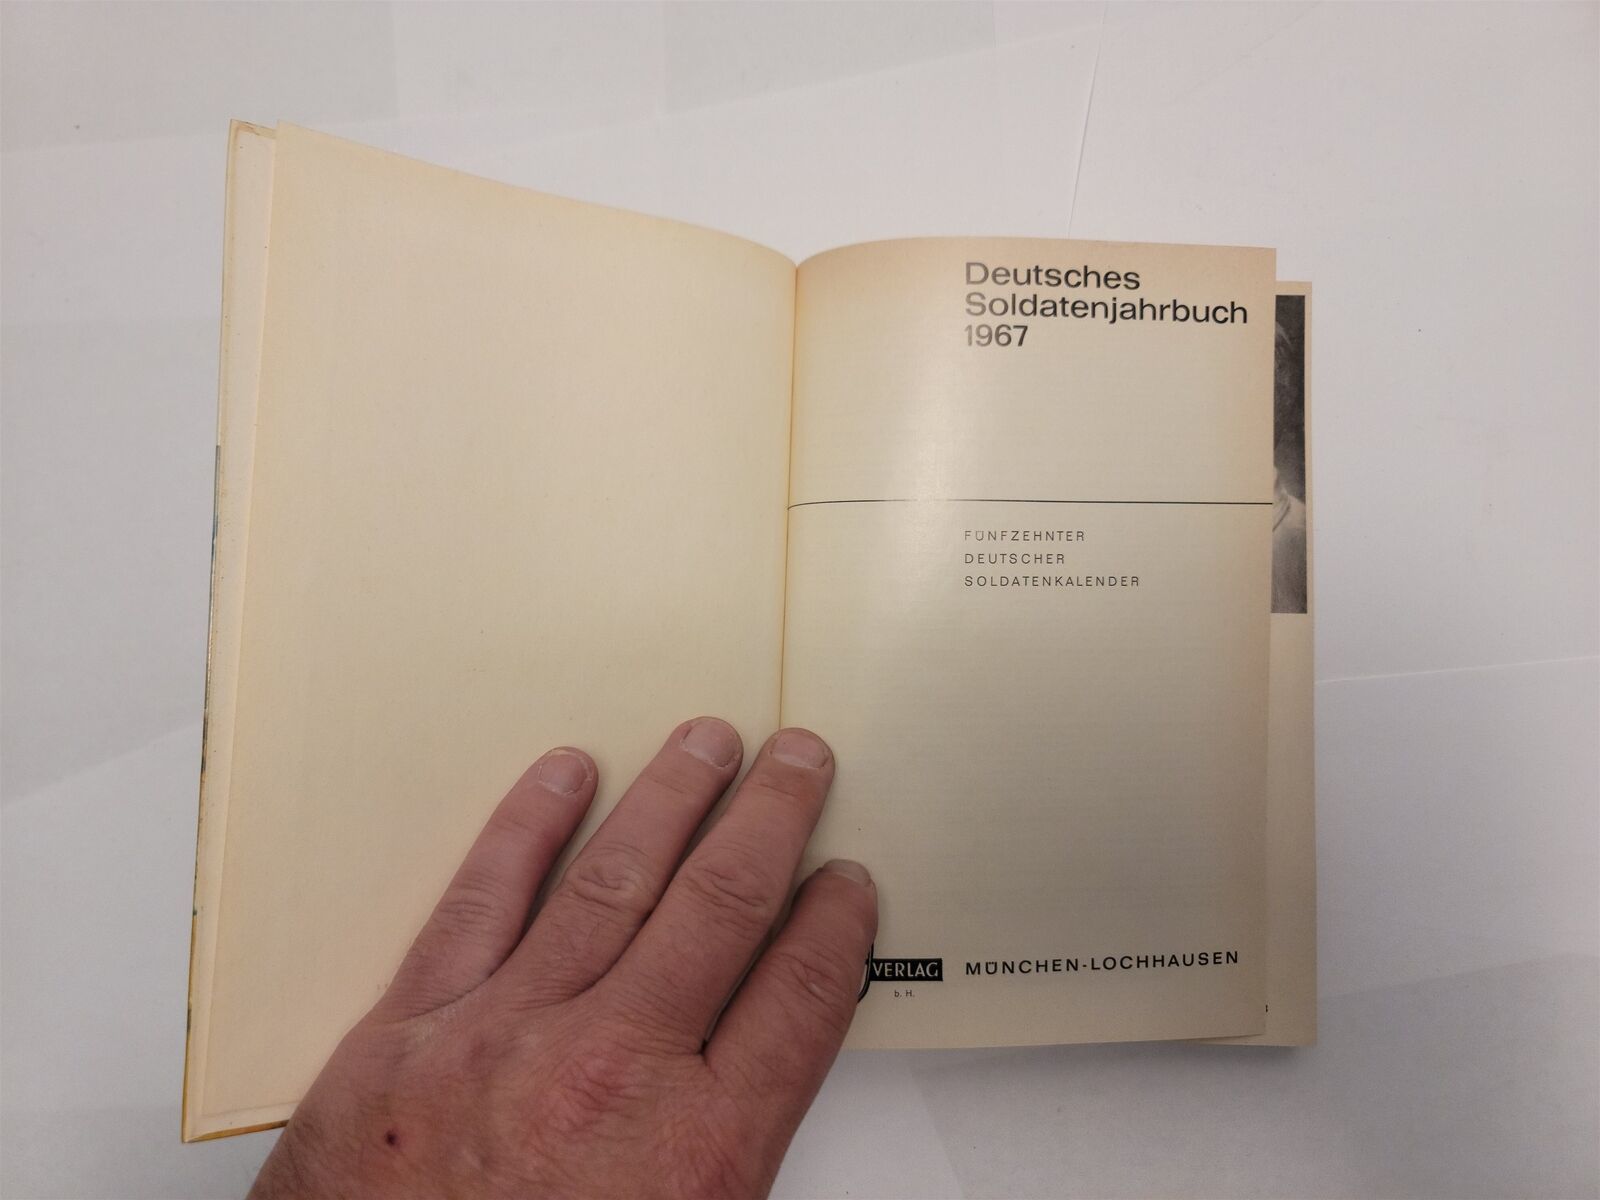 Deutsches
Soldatenjahrbuch
1967
FÜNFZEHNTER
DEUTSCHER
SOLDATENKALENDER
VERLAG MÜNCHEN-LOCHHAUSEN
b. H.